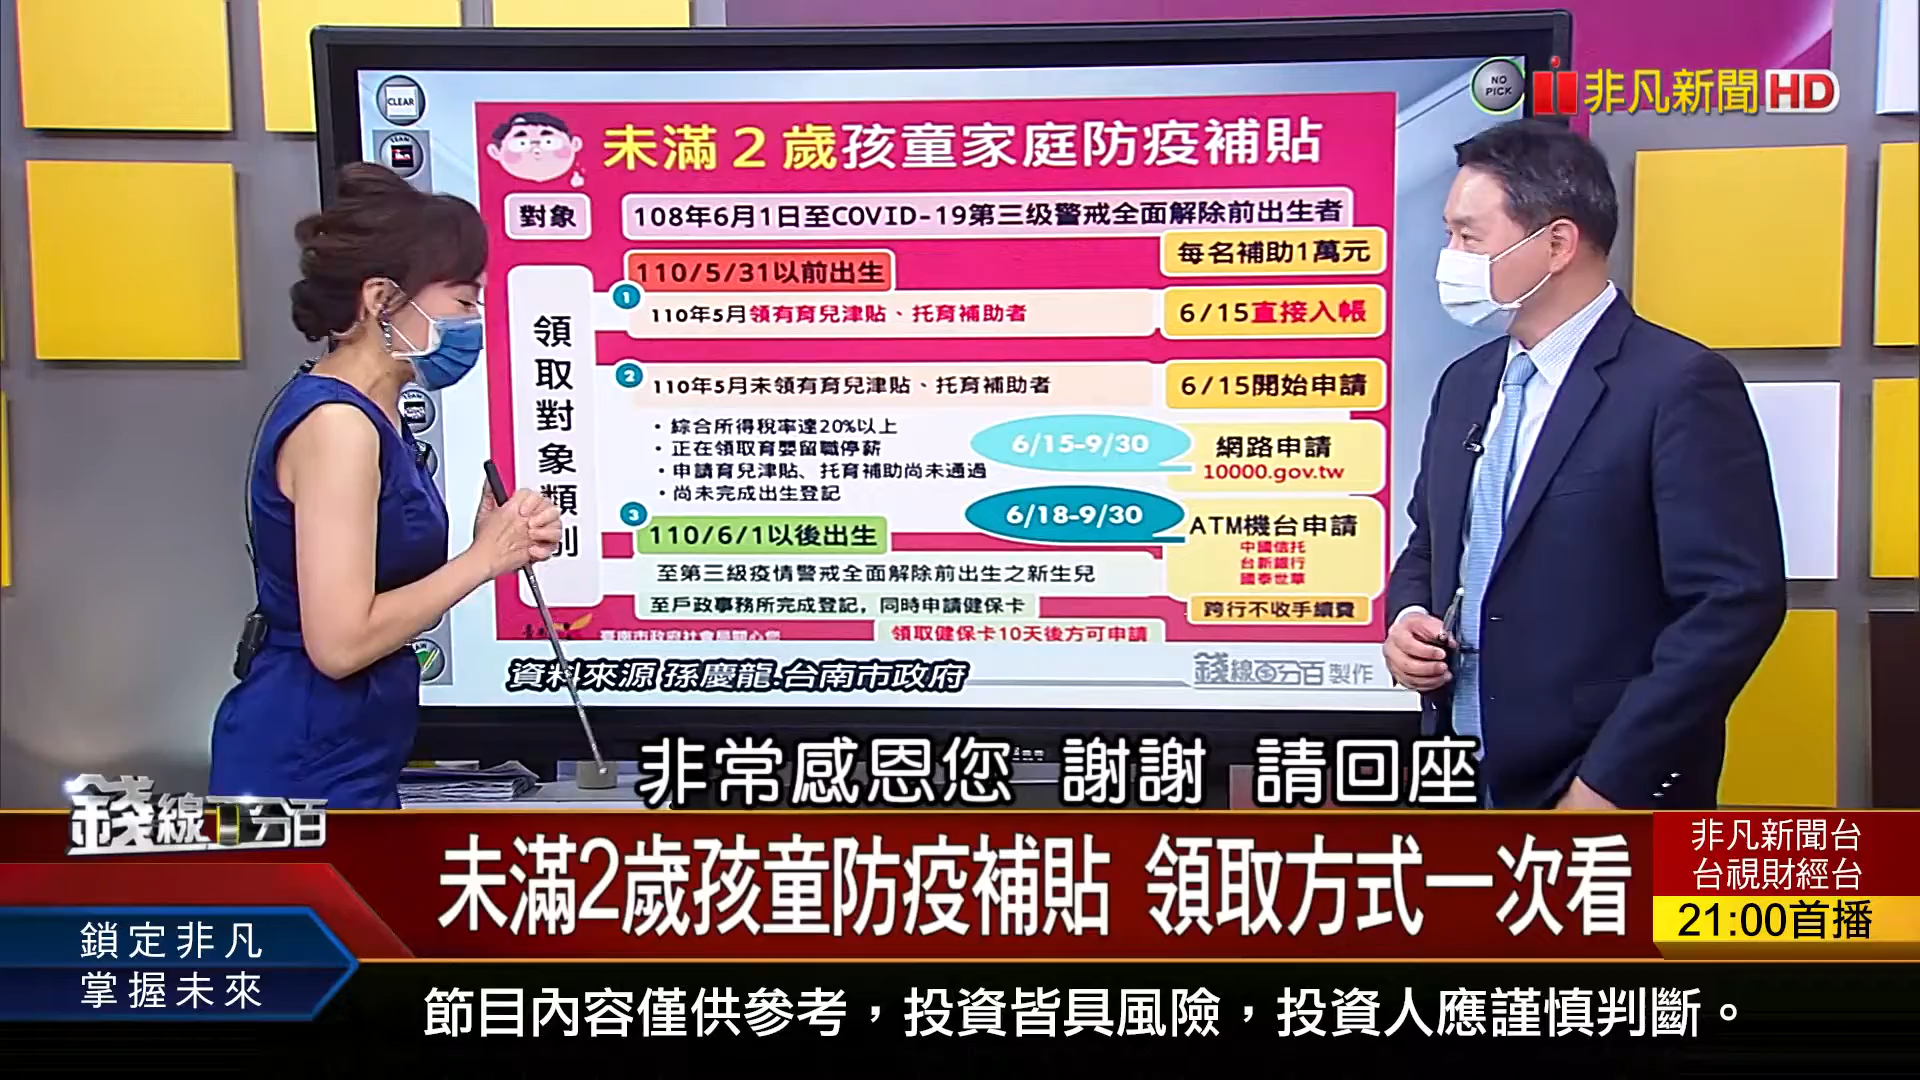 CLEAR
NO PICK
非凡新聞HD
未滿2歲孩童家庭防疫補貼
對象
108年6月1日至COVID-19第三級警戒全面解除前出生者
每名補助1萬元
領取對象類別
110/5/31以前出生
1
110年5月領有育兒津貼、托育補助者
6/15直接入帳
2
110年5月未領有育兒津貼、托育補助者
6/15開始申請
・綜合所得稅率達20%以上
・正在領取育嬰留職停薪
・申請育兒津貼、托育補助尚未通過
・尚未完成出生登記
6/15-9/30
網路申請
10000.gov.tw
6/18-9/30
ATM機台申請
中國信托
台新銀行
國泰世華
跨行不收手續費
3
110/6/1以後出生
至第三級疫情警戒全面解除前出生之新生兒
至戶政事務所完成登記，同時申請健保卡
領取健保卡10天後方可申請
臺南市政府社會局關心您
資料來源 孫慶龍.台南市政府
錢線百分百 製作
非常感恩您 謝謝 請回座
錢線百分百
未滿2歲孩童防疫補貼 領取方式一次看
非凡新聞台
台視財經台
21:00首播
鎖定非凡
掌握未來
節目內容僅供參考，投資皆具風險，投資人應謹慎判斷。